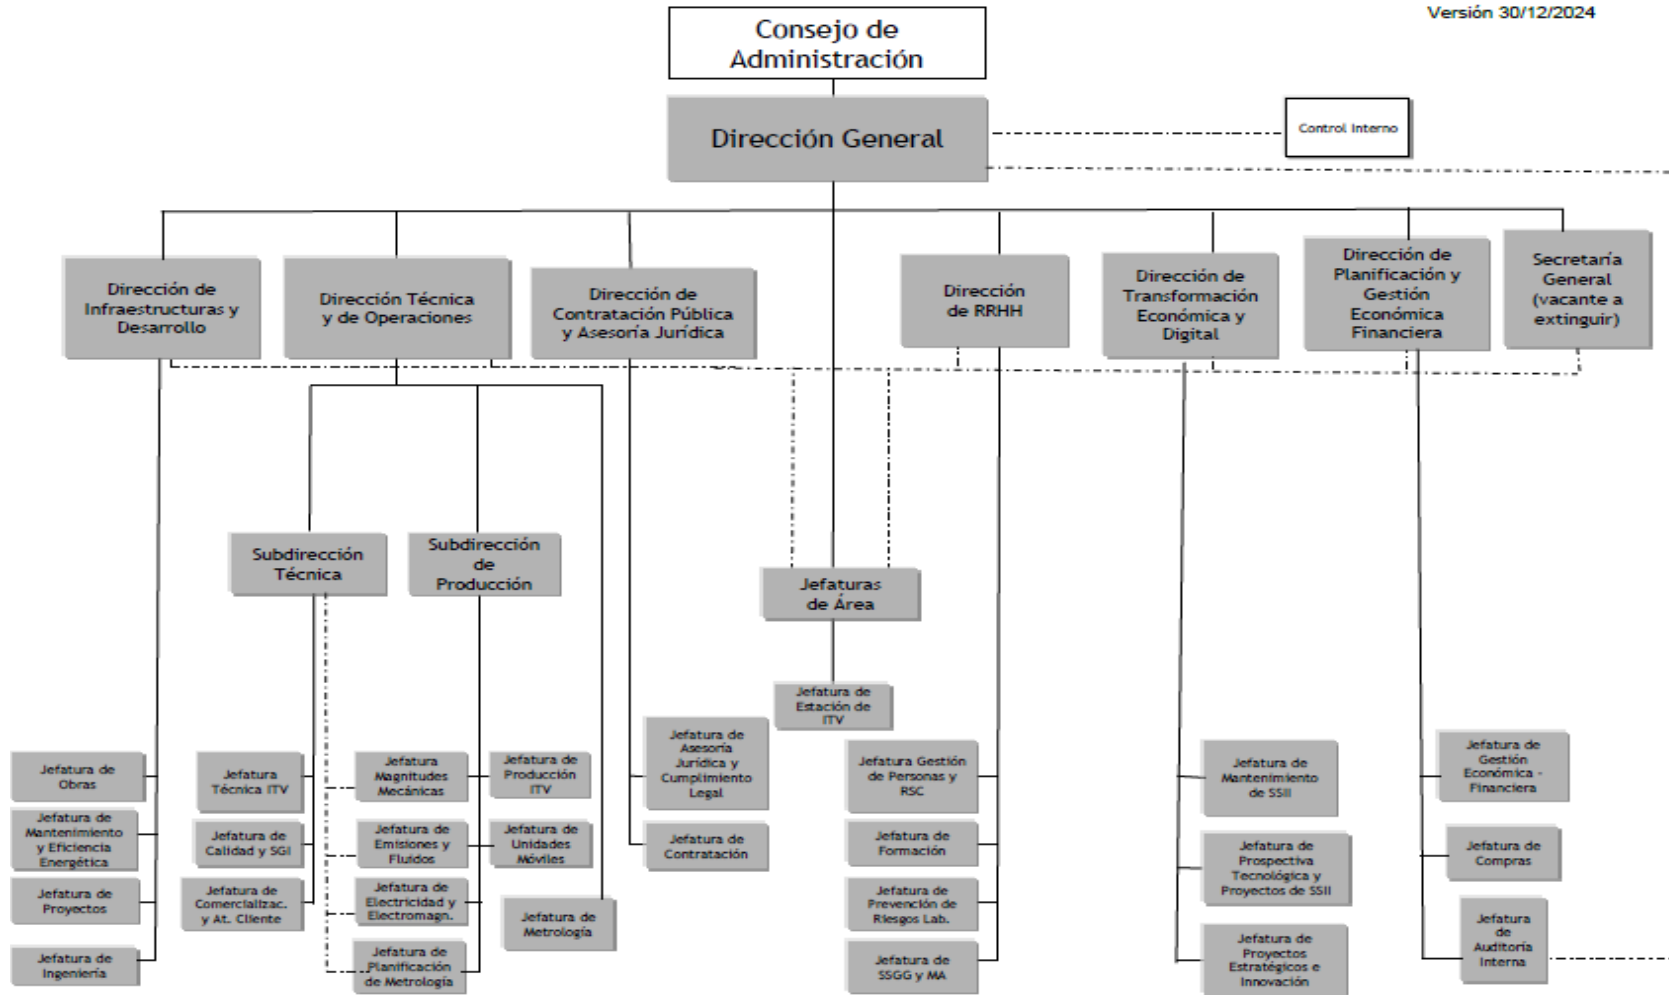 Versión 30/12/2024
Consejo de
Administración
Dirección General
Control Interno
Dirección de
Infraestructuras y
Desarrollo
Dirección Técnica
y de Operaciones
Dirección de
Contratación Pública
y Asesoría Jurídica
Dirección
de RRHH
Dirección de
Transformación
Económica y
Digital
Dirección de
Planificación y
Gestión
Económica
Financiera
Secretaría
General
(vacante a
extinguir)
Subdirección
Técnica
Subdirección
de
Producción
Jefaturas
de Área
Jefatura de
Estación de
ITV
Jefatura de
Obras
Jefatura de
Mantenimiento
y Eficiencia
Energética
Jefatura de
Proyectos
Jefatura de
Ingeniería
Jefatura
Técnica ITV
Jefatura de
Calidad y SGI
Jefatura de
Comercializac.
y At. Cliente
Jefatura
Magnitudes
Mecánicas
Jefatura de
Emisiones y
Fluidos
Jefatura de
Electricidad y
Electromagn.
Jefatura de
Planificación
de Metrología
Jefatura de
Producción
ITV
Jefatura de
Unidades
Móviles
Jefatura de
Metrología
Jefatura de
Asesoría
Jurídica y
Cumplimiento
Legal
Jefatura de
Contratación
Jefatura Gestión
de Personas y
RSC
Jefatura de
Formación
Jefatura de
Prevención de
Riesgos Lab.
Jefatura de
SSGG y MA
Jefatura de
Mantenimiento
de SSII
Jefatura de
Prospectiva
Tecnológica y
Proyectos de SSII
Jefatura de
Proyectos
Estratégicos e
Innovación
Jefatura de
Gestión
Económica -
Financiera
Jefatura de
Compras
Jefatura
de
Auditoría
Interna